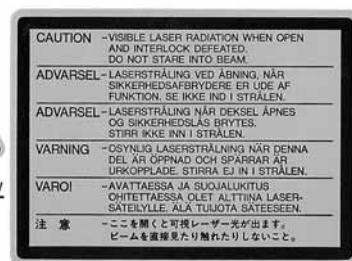 CAUTION -VISIBLE LASER RADIATION WHEN OPEN
AND INTERLOCK DEFEATED.
DO NOT STARE INTO BEAM.
ADVARSEL-LASERSTRÅLING VED ÅBNING, NÅR
SIKKERHEDSAFBRYDERE ER UDE AF
FUNKTION. SE IKKE IND I STRÅLEN.
ADVARSEL-LASERSTRÅLING NÅR DEKSEL ÅPNES
OG SIKKERHEDSLÅS BRYTES.
STIRR IKKE INN I STRÅLEN.
VARNING -OSYNLIG LASERSTRÅLNING NÄR DENNA
DEL ÄR ÖPPNAD OCH SPÄRRAR ÄR
URKOPPLADE. STIRRA EJ IN I STRÅLEN.
VARO! -AVATTAESSA JA SUOJALUKITUS
OHITETTAESSA OLET ALTTIINA LASER-
SÄTEILYLLE. ÄLÄ TUIJOTA SÄTEESEEN.
注意 -ここを開くと可視レーザー光が出ます。
ビームを直接見たり触れたりしないこと。